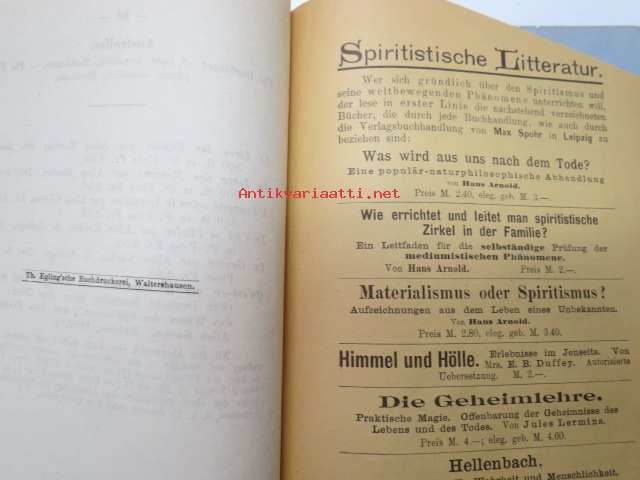 Th. Egling'sche Buchdruckerei, Waltershausen.
Spiritistische Litteratur.
Wer sich gründlich über den Spiritismus und
seine weltbewegenden Phänomene unterrichten will,
der lese in erster Linie die nachstehend verzeichneten
Bücher, die durch jede Buchhandlung, wie auch durch
die Verlagsbuchhandlung von Max Spohr in Leipzig zu
beziehen sind:
Was wird aus uns nach dem Tode?
Eine populär-naturphilosophische Abhandlung
von Hans Arnold.
Preis M. 2.40, eleg. geb. M. 3.—.
Antikvariaatti.net
Wie errichtet und leitet man spiritistische
Zirkel in der Familie?
Ein Leitfaden für die selbständige Prüfung der
mediumistischen Phänomene.
Von Hans Arnold. Preis M. 2.—.
Materialismus oder Spiritismus?
Aufzeichnungen aus dem Leben eines Unbekannten.
Von Hans Arnold.
Preis M. 2.80, eleg. geb. M. 3.40.
Himmel und Hölle. Erlebnisse im Jenseits. Von
Mrs. E. B. Duffey. Autorisierte
Uebersetzung. M. 2.—.
Die Geheimlehre.
Praktische Magie. Offenbarung der Geheimnisse des
Lebens und des Todes. Von Jules Lermina.
Preis M. 4.—; eleg. geb. M. 4.60.
Hellenbach,
Wahrheit und Menschlichkeit.